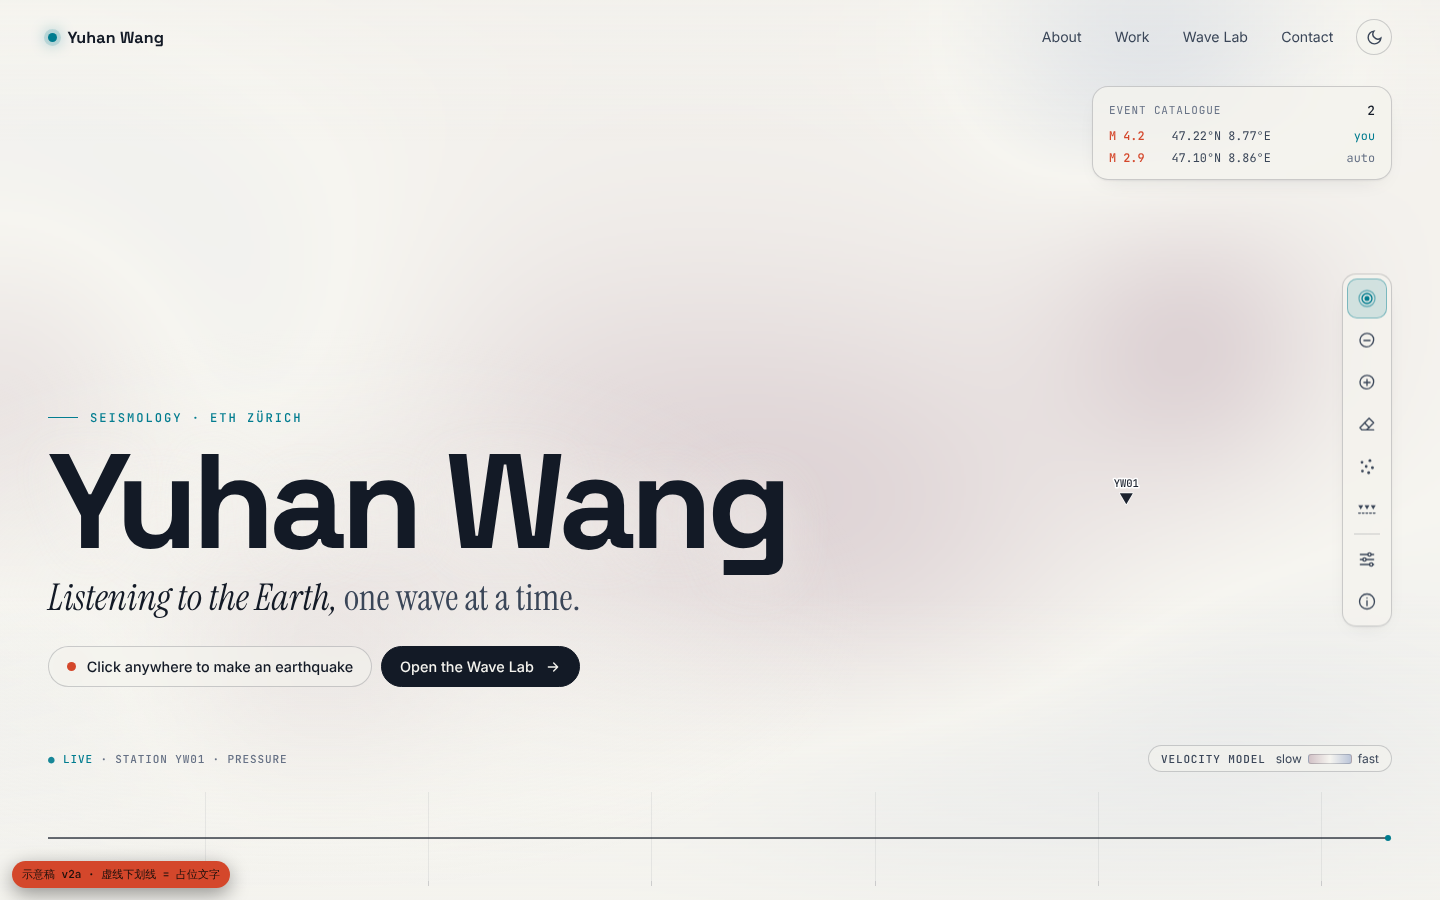 Yuhan Wang
About
Work
Wave Lab
Contact
EVENT CATALOGUE 2
M 4.2 47.22°N 8.77°E you
M 2.9 47.10°N 8.86°E auto
SEISMOLOGY · ETH ZÜRICH
Yuhan Wang
YW01
Listening to the Earth, one wave at a time.
Click anywhere to make an earthquake
Open the Wave Lab →
LIVE · STATION YW01 · PRESSURE
VELOCITY MODEL slow fast
示意稿 v2a · 虚线下划线 = 占位文字